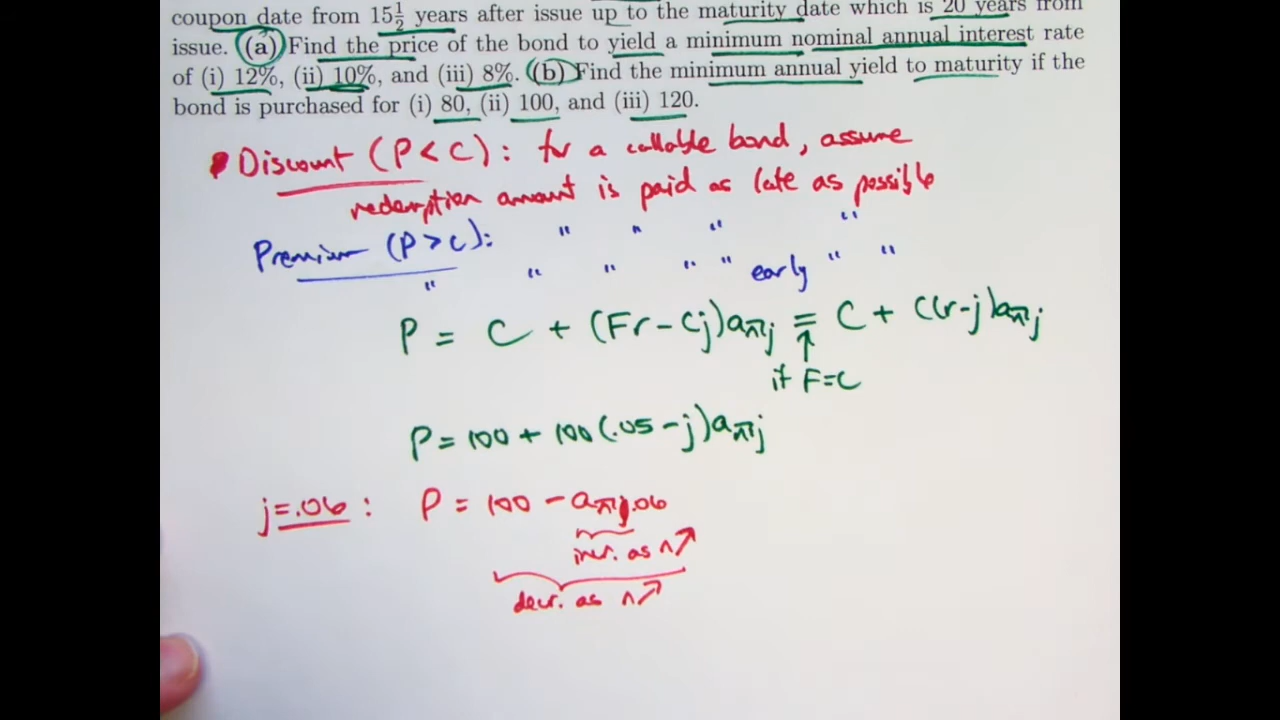 coupon date from 15½ years after issue up to the maturity date which is 20 years from
issue. (a) Find the price of the bond to yield a minimum nominal annual interest rate
of (i) 12%, (ii) 10%, and (iii) 8%. (b) Find the minimum annual yield to maturity if the
bond is purchased for (i) 80, (ii) 100, and (iii) 120.
Discount (P < C): for a callable bond, assume
redemption amount is paid as late as possible
Premium (P > C): " " " "
" " " " " early " "
P = C + (Fr - Cj)a_n⌉j = C + C(r-j)a_n⌉j
↑
if F=C
P = 100 + 100(.05 - j)a_n⌉j
j=.06: P = 100 - a_n⌉.06
incr. as n↗
decr. as n↗